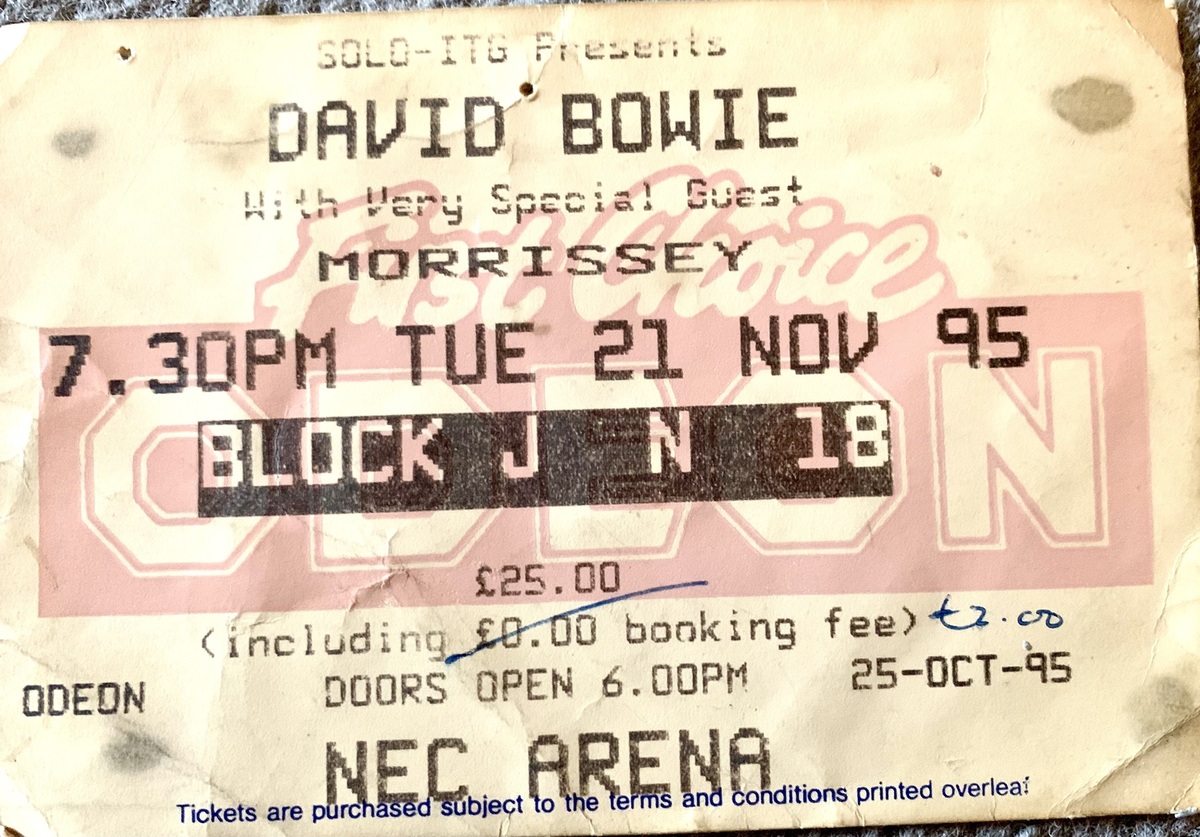 SOLO-ITG Presents
DAVID BOWIE
With Very Special Guest
MORRISSEY
First Choice
7.30PM TUE 21 NOV 95
ODEON
BLOCK J N 18
£25.00
(including £0.00 booking fee) £2.00
DOORS OPEN 6.00PM 25-OCT-95
ODEON
NEC ARENA
Tickets are purchased subject to the terms and conditions printed overleaf